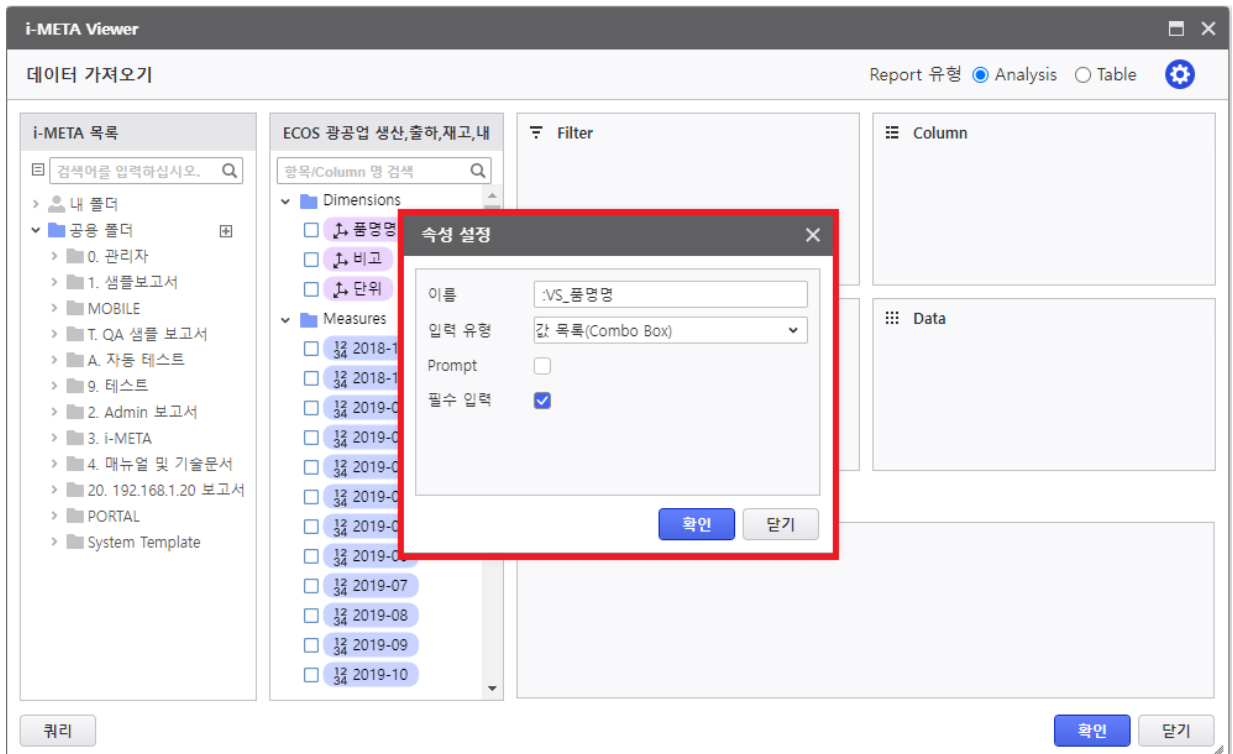 i-META Viewer
데이터 가져오기
Report 유형 Analysis Table
i-META 목록
검색어를 입력하십시오.
내 폴더
공용 폴더
0. 관리자
1. 샘플보고서
MOBILE
T. QA 샘플 보고서
A. 자동 테스트
9. 테스트
2. Admin 보고서
3. i-META
4. 매뉴얼 및 기술문서
20. 192.168.1.20 보고서
PORTAL
System Template
ECOS 광공업 생산,출하,재고,내
항목/Column 명 검색
Dimensions
품명명
비고
단위
Measures
2018-1
2018-1
2019-0
2019-0
2019-0
2019-0
2019-0
2019-0
2019-07
2019-08
2019-09
2019-10
Filter
Column
Data
속성 설정
이름 :VS_품명명
입력 유형 값 목록(Combo Box)
Prompt
필수 입력
확인 닫기
쿼리
확인 닫기